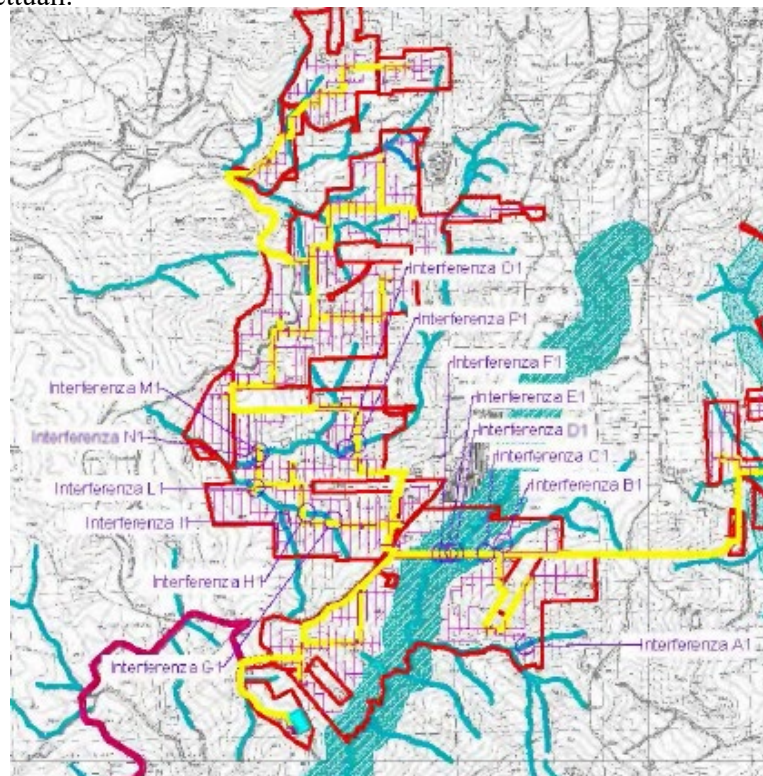 Interferenza O1
Interferenza P1
Interferenza F1
Interferenza M1
Interferenza E1
Interferenza N1
Interferenza D1
Interferenza C1
Interferenza L1
Interferenza B1
Interferenza I1
Interferenza H1
Interferenza A1
Interferenza G1